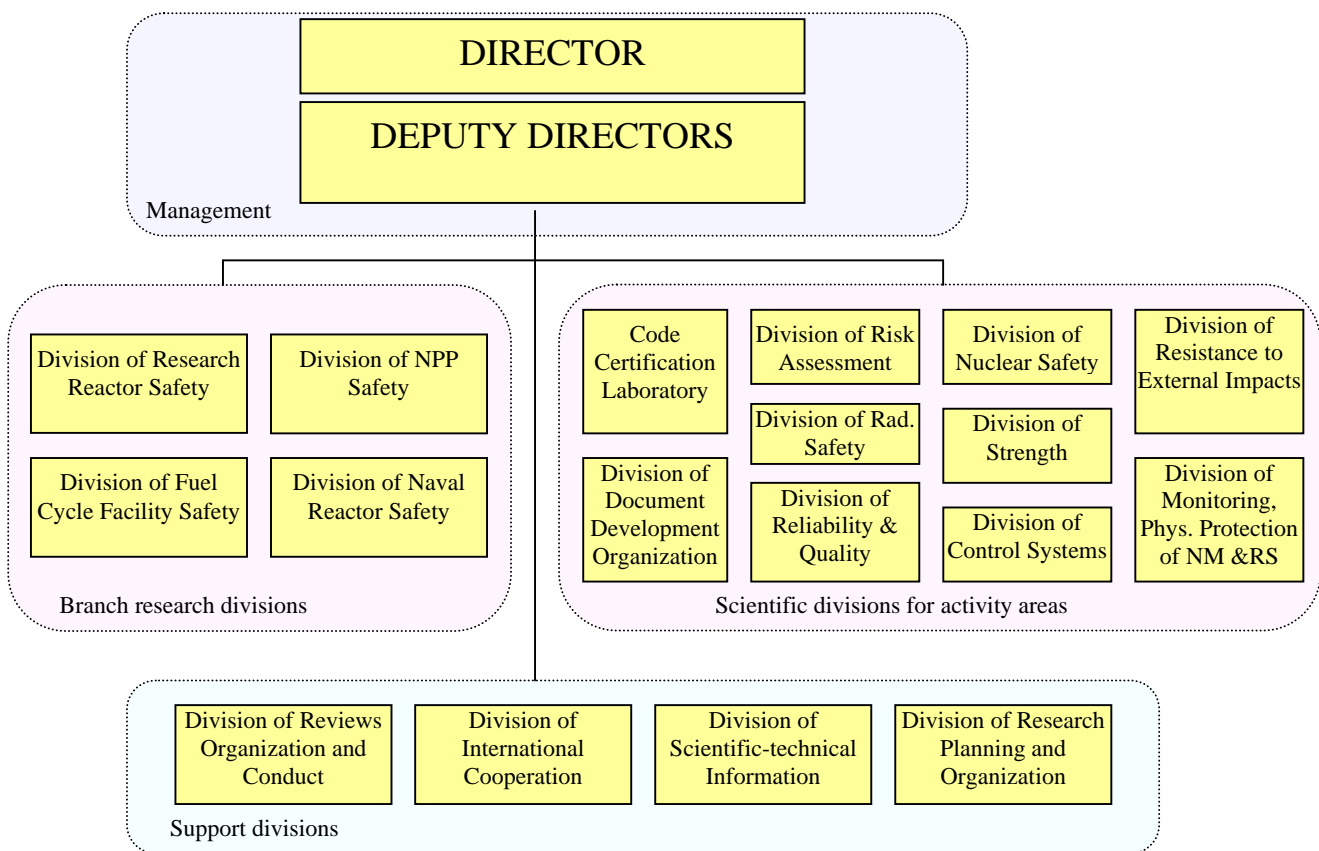 DIRECTOR
DEPUTY DIRECTORS
Management
Division of Research
Reactor Safety
Division of NPP
Safety
Division of Fuel
Cycle Facility Safety
Division of Naval
Reactor Safety
Branch research divisions
Code
Certification
Laboratory
Division of Risk
Assessment
Division of
Nuclear Safety
Division of
Resistance to
External Impacts
Division of Rad.
Safety
Division of
Strength
Division of
Document
Development
Organization
Division of
Reliability &
Quality
Division of
Control Systems
Division of
Monitoring,
Phys. Protection
of NM &RS
Scientific divisions for activity areas
Division of Reviews
Organization and
Conduct
Division of
International
Cooperation
Division of
Scientific-technical
Information
Division of Research
Planning and
Organization
Support divisions